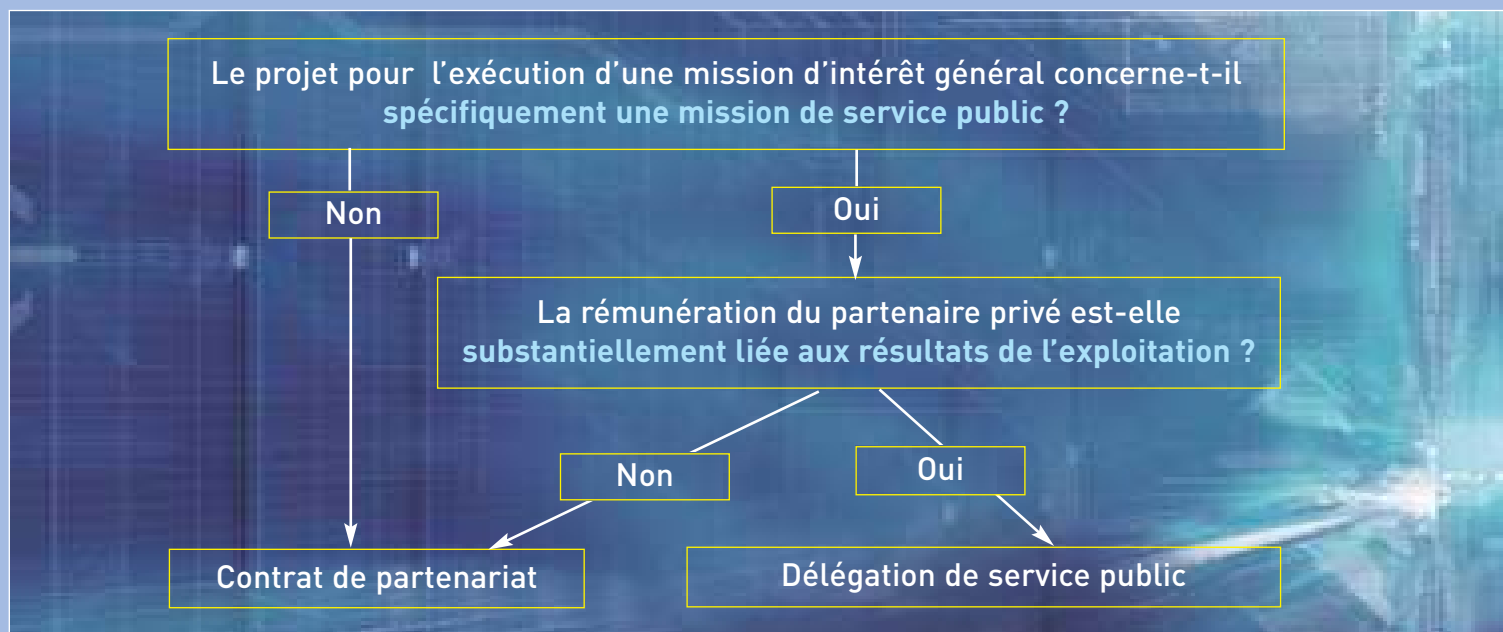 Le projet pour l’exécution d’une mission d’intérêt général concerne-t-il
spécifiquement une mission de service public ?
Non
Oui
La rémunération du partenaire privé est-elle
substantiellement liée aux résultats de l’exploitation ?
Non
Oui
Contrat de partenariat
Délégation de service public